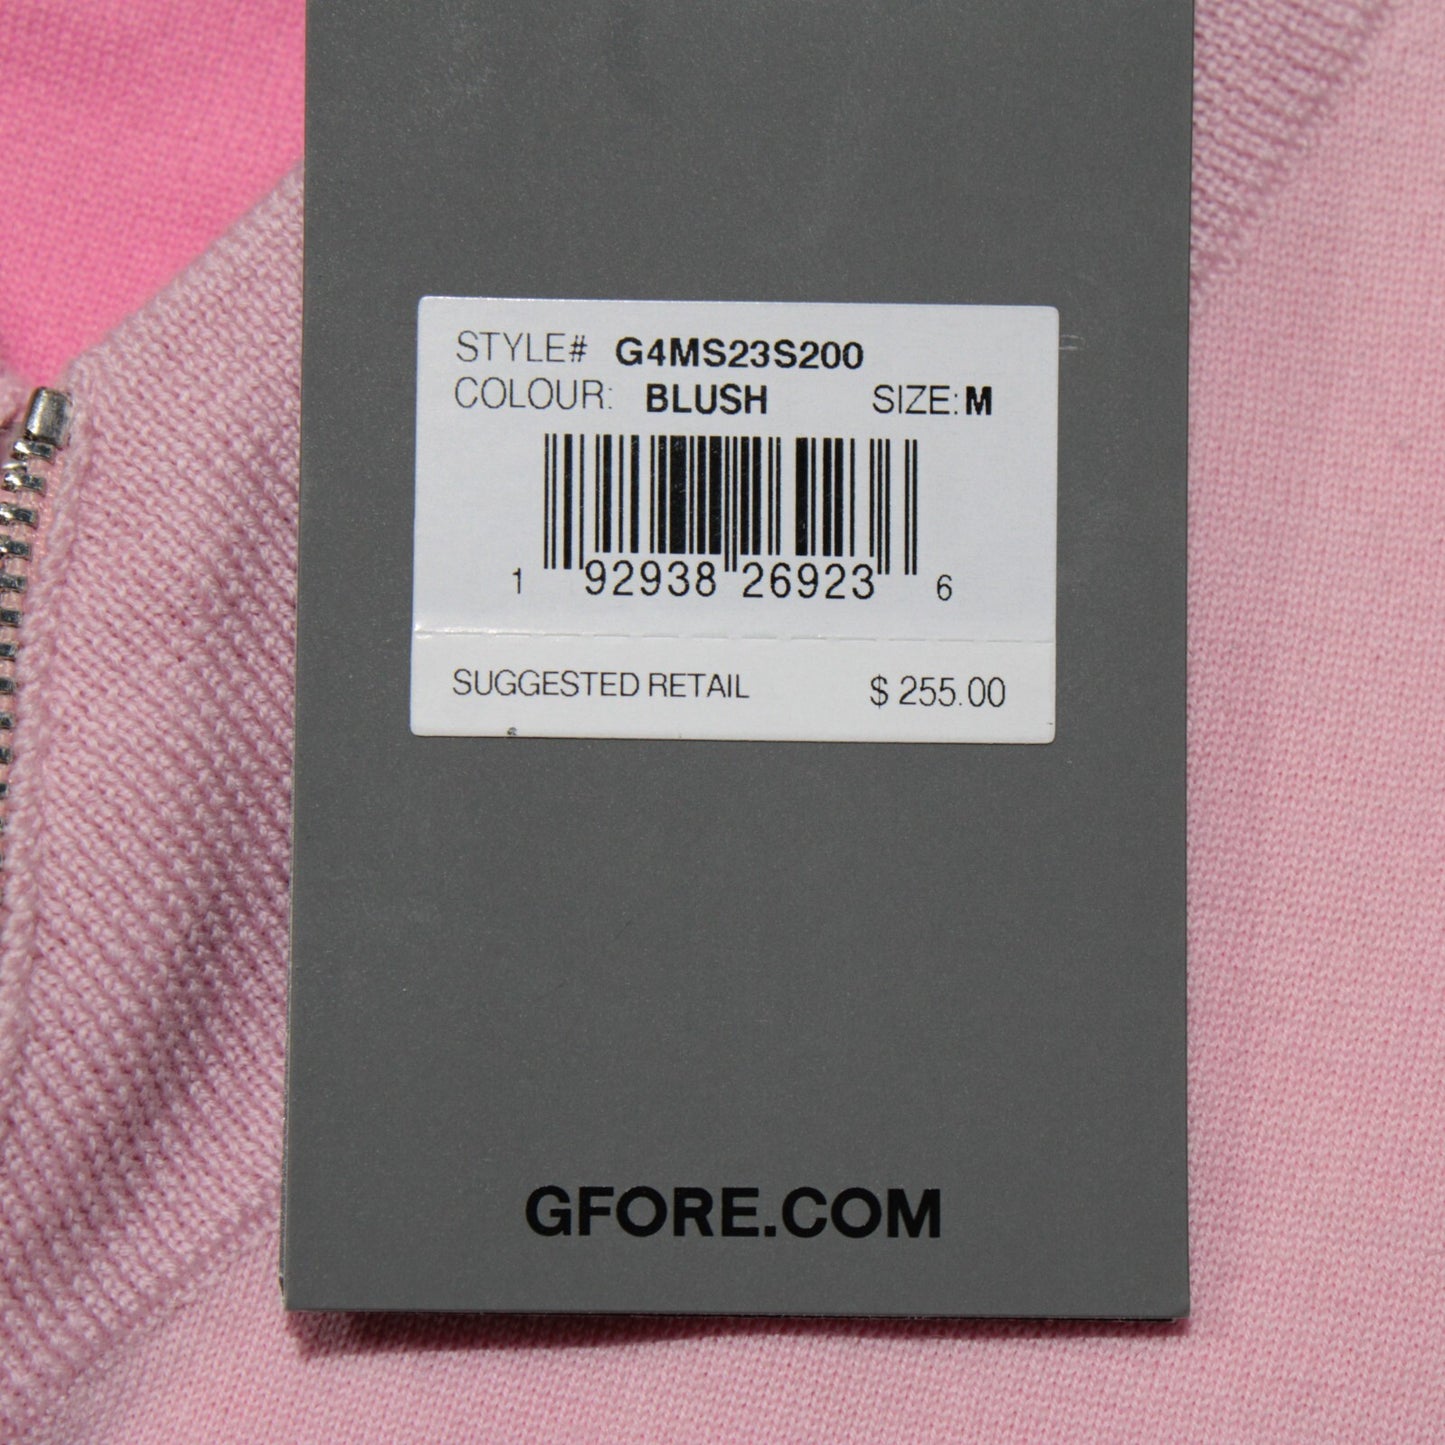 STYLE# G4MS23S200
COLOUR: BLUSH SIZE: M
1 92938 26923 6
SUGGESTED RETAIL $ 255.00
GFORE.COM